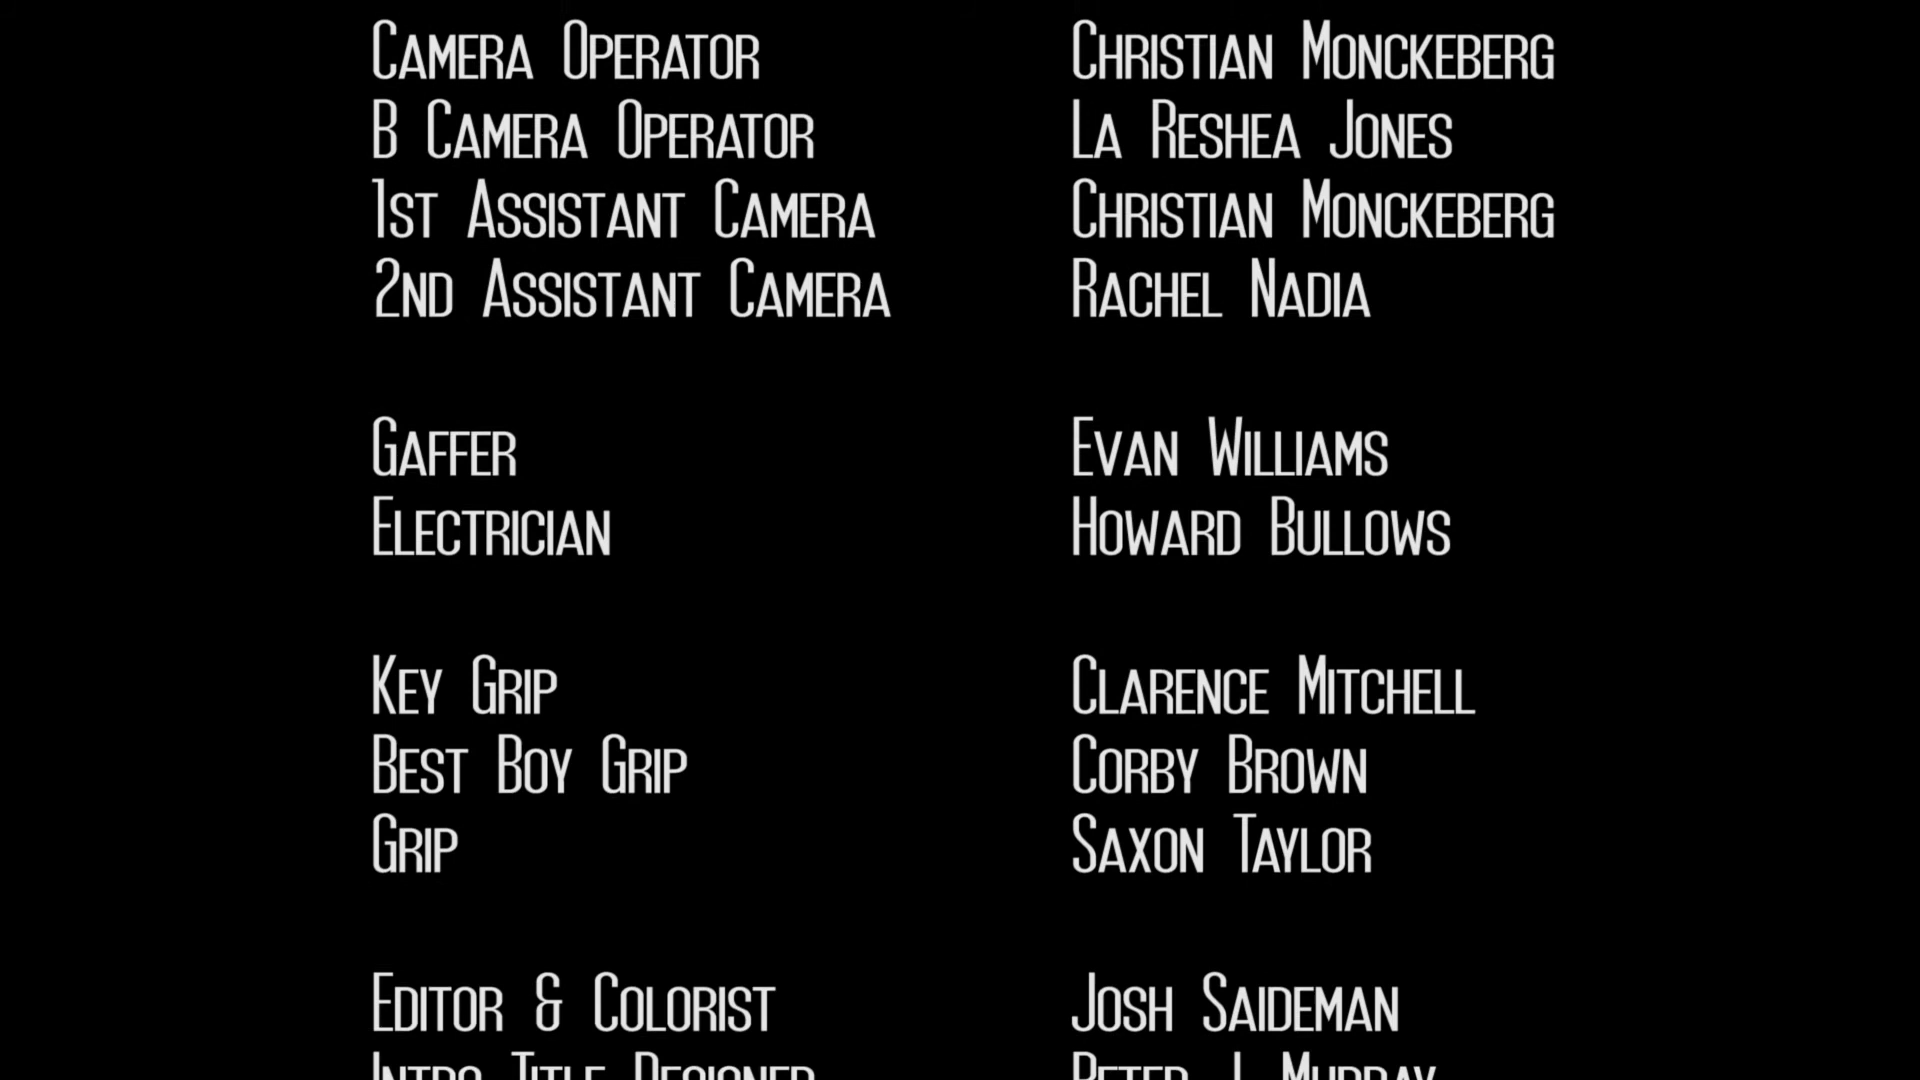 Camera Operator Christian Monckeberg
B Camera Operator La Reshea Jones
1st Assistant Camera Christian Monckeberg
2nd Assistant Camera Rachel Nadia
Gaffer Evan Williams
Electrician Howard Bullows
Key Grip Clarence Mitchell
Best Boy Grip Corby Brown
Grip Saxon Taylor
Editor & Colorist Josh Saideman
Intro Title Designer Peter J Murray